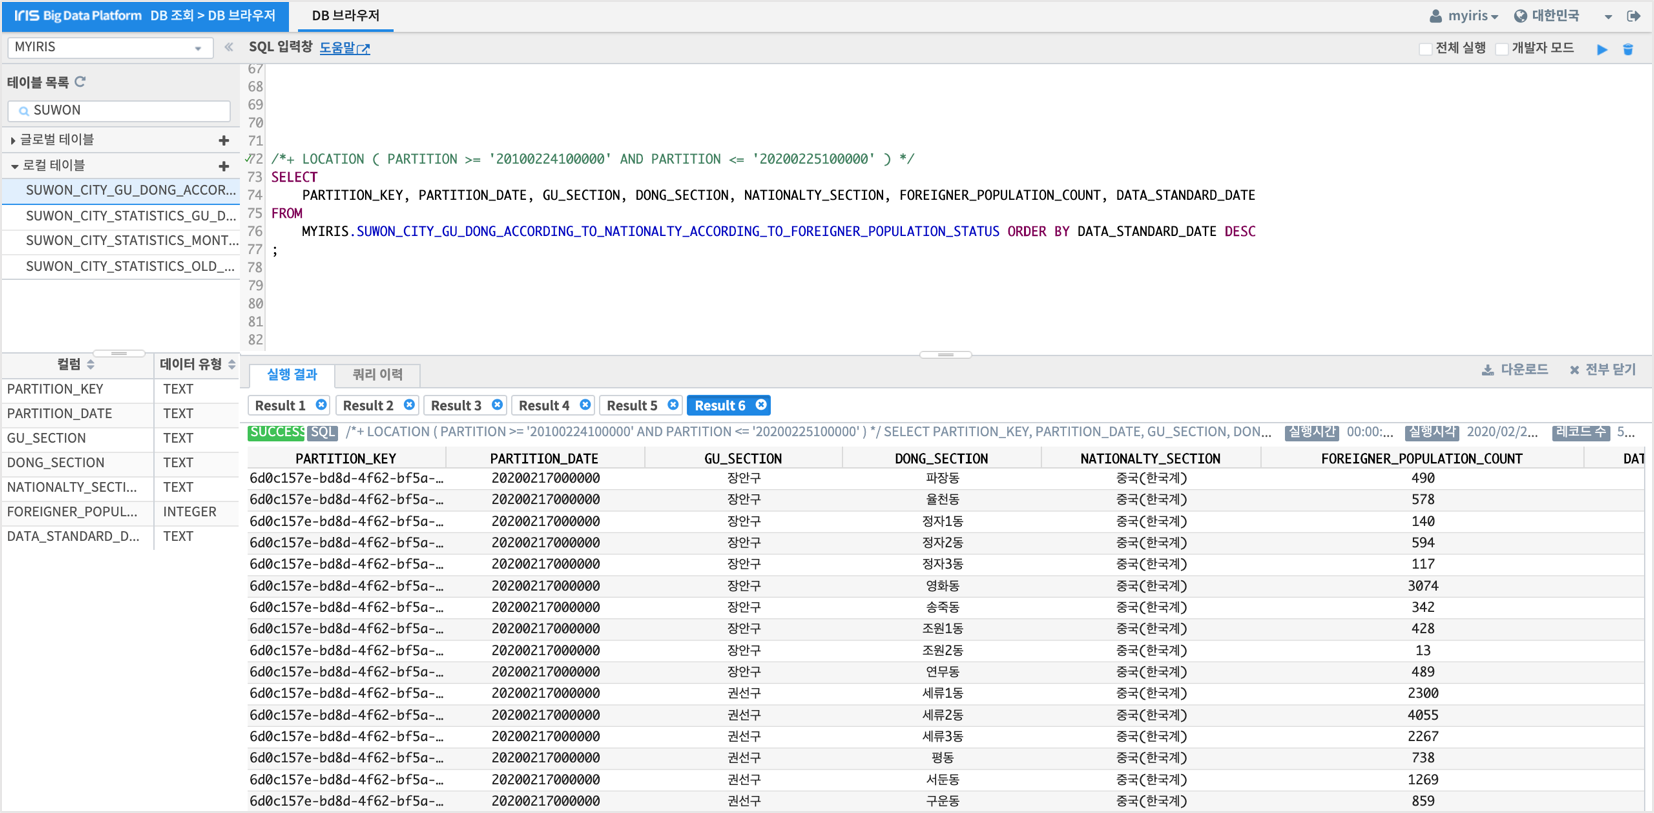 IRIS Big Data Platform DB 조회 > DB 브라우저
DB 브라우저
myiris
대한민국
MYIRIS
«
SQL 입력창 도움말
전체 실행
개발자 모드
테이블 목록
SUWON
글로벌 테이블
로컬 테이블
SUWON_CITY_GU_DONG_ACCOR...
SUWON_CITY_STATISTICS_GU_D...
SUWON_CITY_STATISTICS_MONT...
SUWON_CITY_STATISTICS_OLD_...
67
68
69
70
71
72 /*+ LOCATION ( PARTITION >= '20100224100000' AND PARTITION <= '20200225100000' ) */
73 SELECT
74 PARTITION_KEY, PARTITION_DATE, GU_SECTION, DONG_SECTION, NATIONALTY_SECTION, FOREIGNER_POPULATION_COUNT, DATA_STANDARD_DATE
75 FROM
76 MYIRIS.SUWON_CITY_GU_DONG_ACCORDING_TO_NATIONALTY_ACCORDING_TO_FOREIGNER_POPULATION_STATUS ORDER BY DATA_STANDARD_DATE DESC
77 ;
78
79
80
81
82
컬럼 데이터 유형
PARTITION_KEY TEXT
PARTITION_DATE TEXT
GU_SECTION TEXT
DONG_SECTION TEXT
NATIONALTY_SECTI... TEXT
FOREIGNER_POPUL... INTEGER
DATA_STANDARD_D... TEXT
실행 결과 쿼리 이력
다운로드 전부 닫기
Result 1 Result 2 Result 3 Result 4 Result 5 Result 6
SUCCESS SQL /*+ LOCATION ( PARTITION >= '20100224100000' AND PARTITION <= '20200225100000' ) */ SELECT PARTITION_KEY, PARTITION_DATE, GU_SECTION, DON... 실행시간 00:00:... 실행시각 2020/02/2... 레코드 수 5...
PARTITION_KEY PARTITION_DATE GU_SECTION DONG_SECTION NATIONALTY_SECTION FOREIGNER_POPULATION_COUNT DAT
6d0c157e-bd8d-4f62-bf5a-… 20200217000000 장안구 파장동 중국(한국계) 490
6d0c157e-bd8d-4f62-bf5a-… 20200217000000 장안구 율천동 중국(한국계) 578
6d0c157e-bd8d-4f62-bf5a-… 20200217000000 장안구 정자1동 중국(한국계) 140
6d0c157e-bd8d-4f62-bf5a-… 20200217000000 장안구 정자2동 중국(한국계) 594
6d0c157e-bd8d-4f62-bf5a-… 20200217000000 장안구 정자3동 중국(한국계) 117
6d0c157e-bd8d-4f62-bf5a-… 20200217000000 장안구 영화동 중국(한국계) 3074
6d0c157e-bd8d-4f62-bf5a-… 20200217000000 장안구 송죽동 중국(한국계) 342
6d0c157e-bd8d-4f62-bf5a-… 20200217000000 장안구 조원1동 중국(한국계) 428
6d0c157e-bd8d-4f62-bf5a-… 20200217000000 장안구 조원2동 중국(한국계) 13
6d0c157e-bd8d-4f62-bf5a-… 20200217000000 장안구 연무동 중국(한국계) 489
6d0c157e-bd8d-4f62-bf5a-… 20200217000000 권선구 세류1동 중국(한국계) 2300
6d0c157e-bd8d-4f62-bf5a-… 20200217000000 권선구 세류2동 중국(한국계) 4055
6d0c157e-bd8d-4f62-bf5a-… 20200217000000 권선구 세류3동 중국(한국계) 2267
6d0c157e-bd8d-4f62-bf5a-… 20200217000000 권선구 평동 중국(한국계) 738
6d0c157e-bd8d-4f62-bf5a-… 20200217000000 권선구 서둔동 중국(한국계) 1269
6d0c157e-bd8d-4f62-bf5a-… 20200217000000 권선구 구운동 중국(한국계) 859